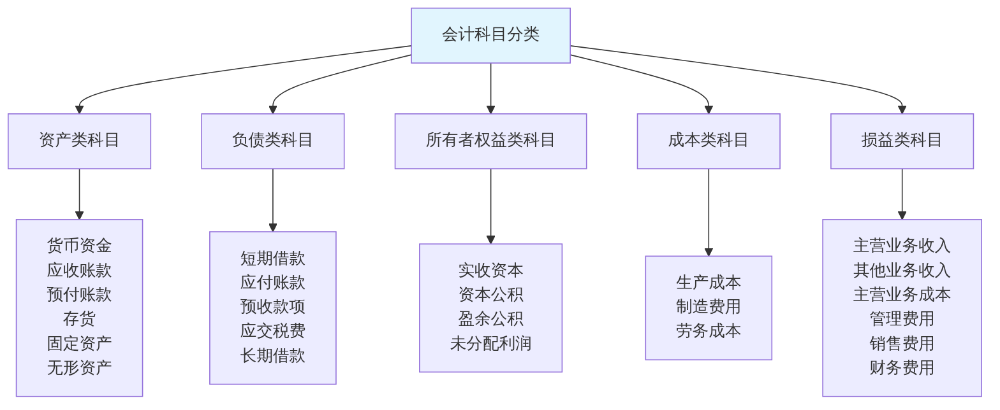 会计科目分类
资产类科目
负债类科目
所有者权益类科目
成本类科目
损益类科目
货币资金
应收账款
预付账款
存货
固定资产
无形资产
短期借款
应付账款
预收款项
应交税费
长期借款
实收资本
资本公积
盈余公积
未分配利润
生产成本
制造费用
劳务成本
主营业务收入
其他业务收入
主营业务成本
管理费用
销售费用
财务费用